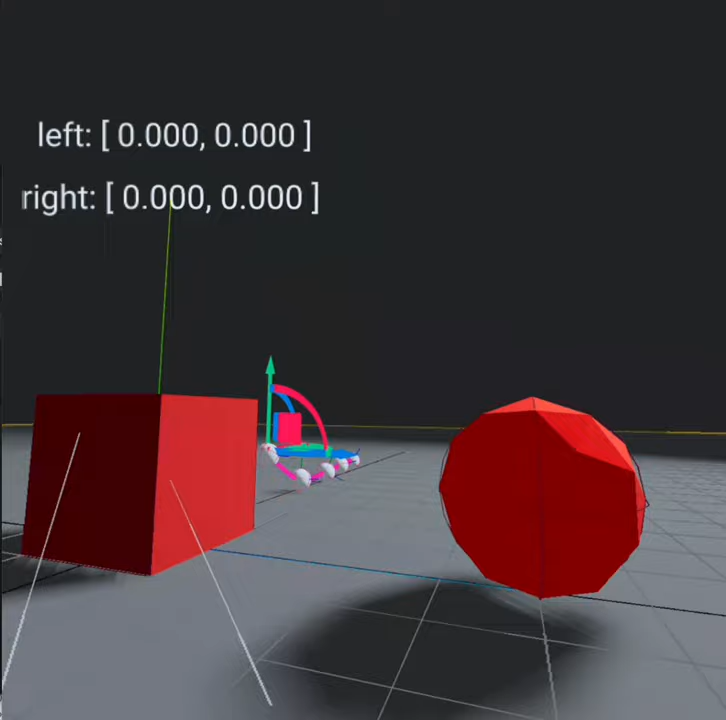 left: [ 0.000, 0.000 ]
right: [ 0.000, 0.000 ]